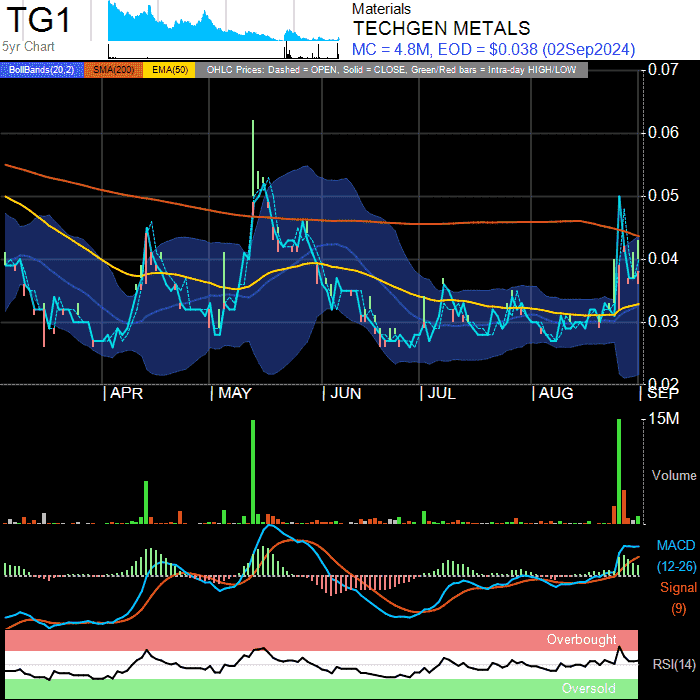 TG1
5yr Chart
Materials
TECHGEN METALS
MC = 4.8M, EOD = $0.038 (02Sep2024)
BollBands(20,2) SMA(200) EMA(50) OHLC Prices: Dashed = OPEN, Solid = CLOSE, Green/Red bars = Intra-day HIGH/LOW
0.07
0.06
0.05
0.04
0.03
0.02
APR MAY JUN JUL AUG SEP
15M
Volume
MACD
(12-26)
Signal
(9)
Overbought
RSI(14)
Oversold